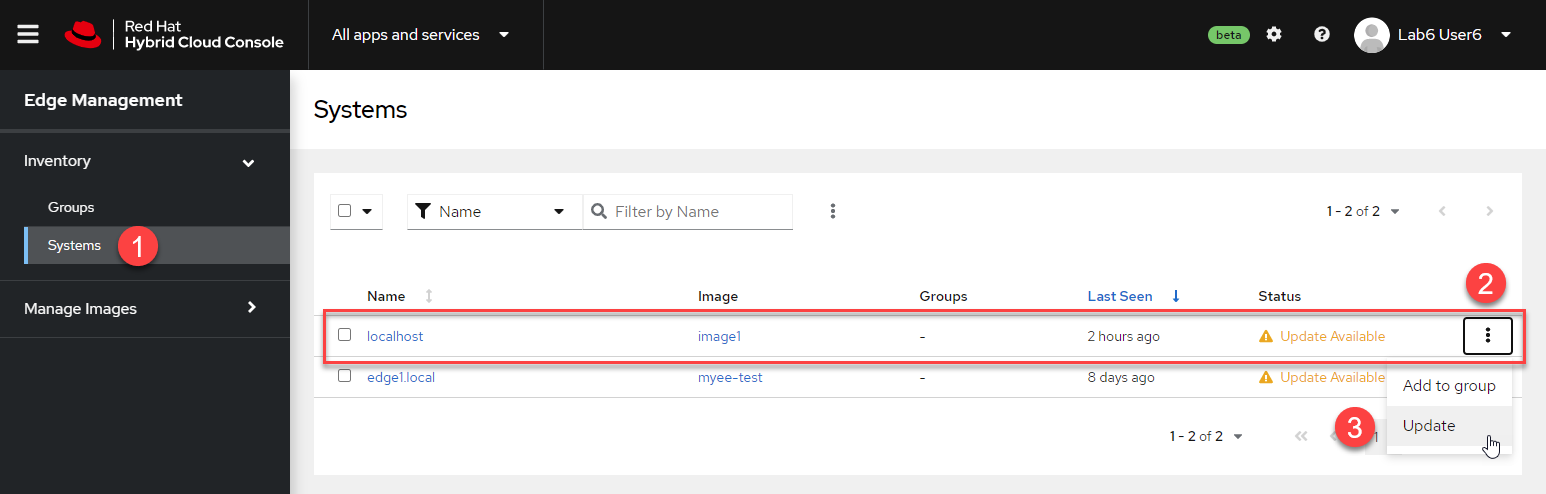 Red Hat
Hybrid Cloud Console
All apps and services
beta
Lab6 User6
Edge Management
Inventory
Groups
Systems
1
Manage Images
Systems
Name
Filter by Name
1 - 2 of 2
2
Name Image Groups Last Seen Status
localhost image1 - 2 hours ago Update Available
edge1.local myee-test - 8 days ago Update Available
Add to group
Update
3
1 - 2 of 2
1